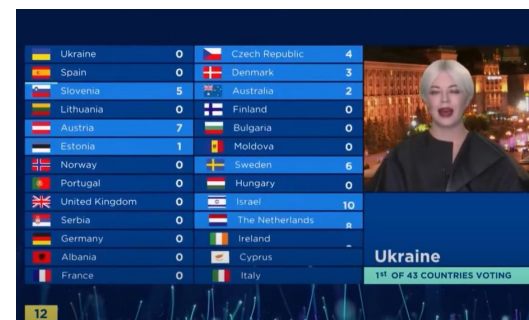 Ukraine 0
Spain 0
Slovenia 5
Lithuania 0
Austria 7
Estonia 1
Norway 0
Portugal 0
United Kingdom 0
Serbia 0
Germany 0
Albania 0
France 0
Czech Republic 4
Denmark 3
Australia 2
Finland 0
Bulgaria 0
Moldova 0
Sweden 6
Hungary 0
Israel 10
The Netherlands 8
Ireland
Cyprus
Italy
Ukraine
1st OF 43 COUNTRIES VOTING
12